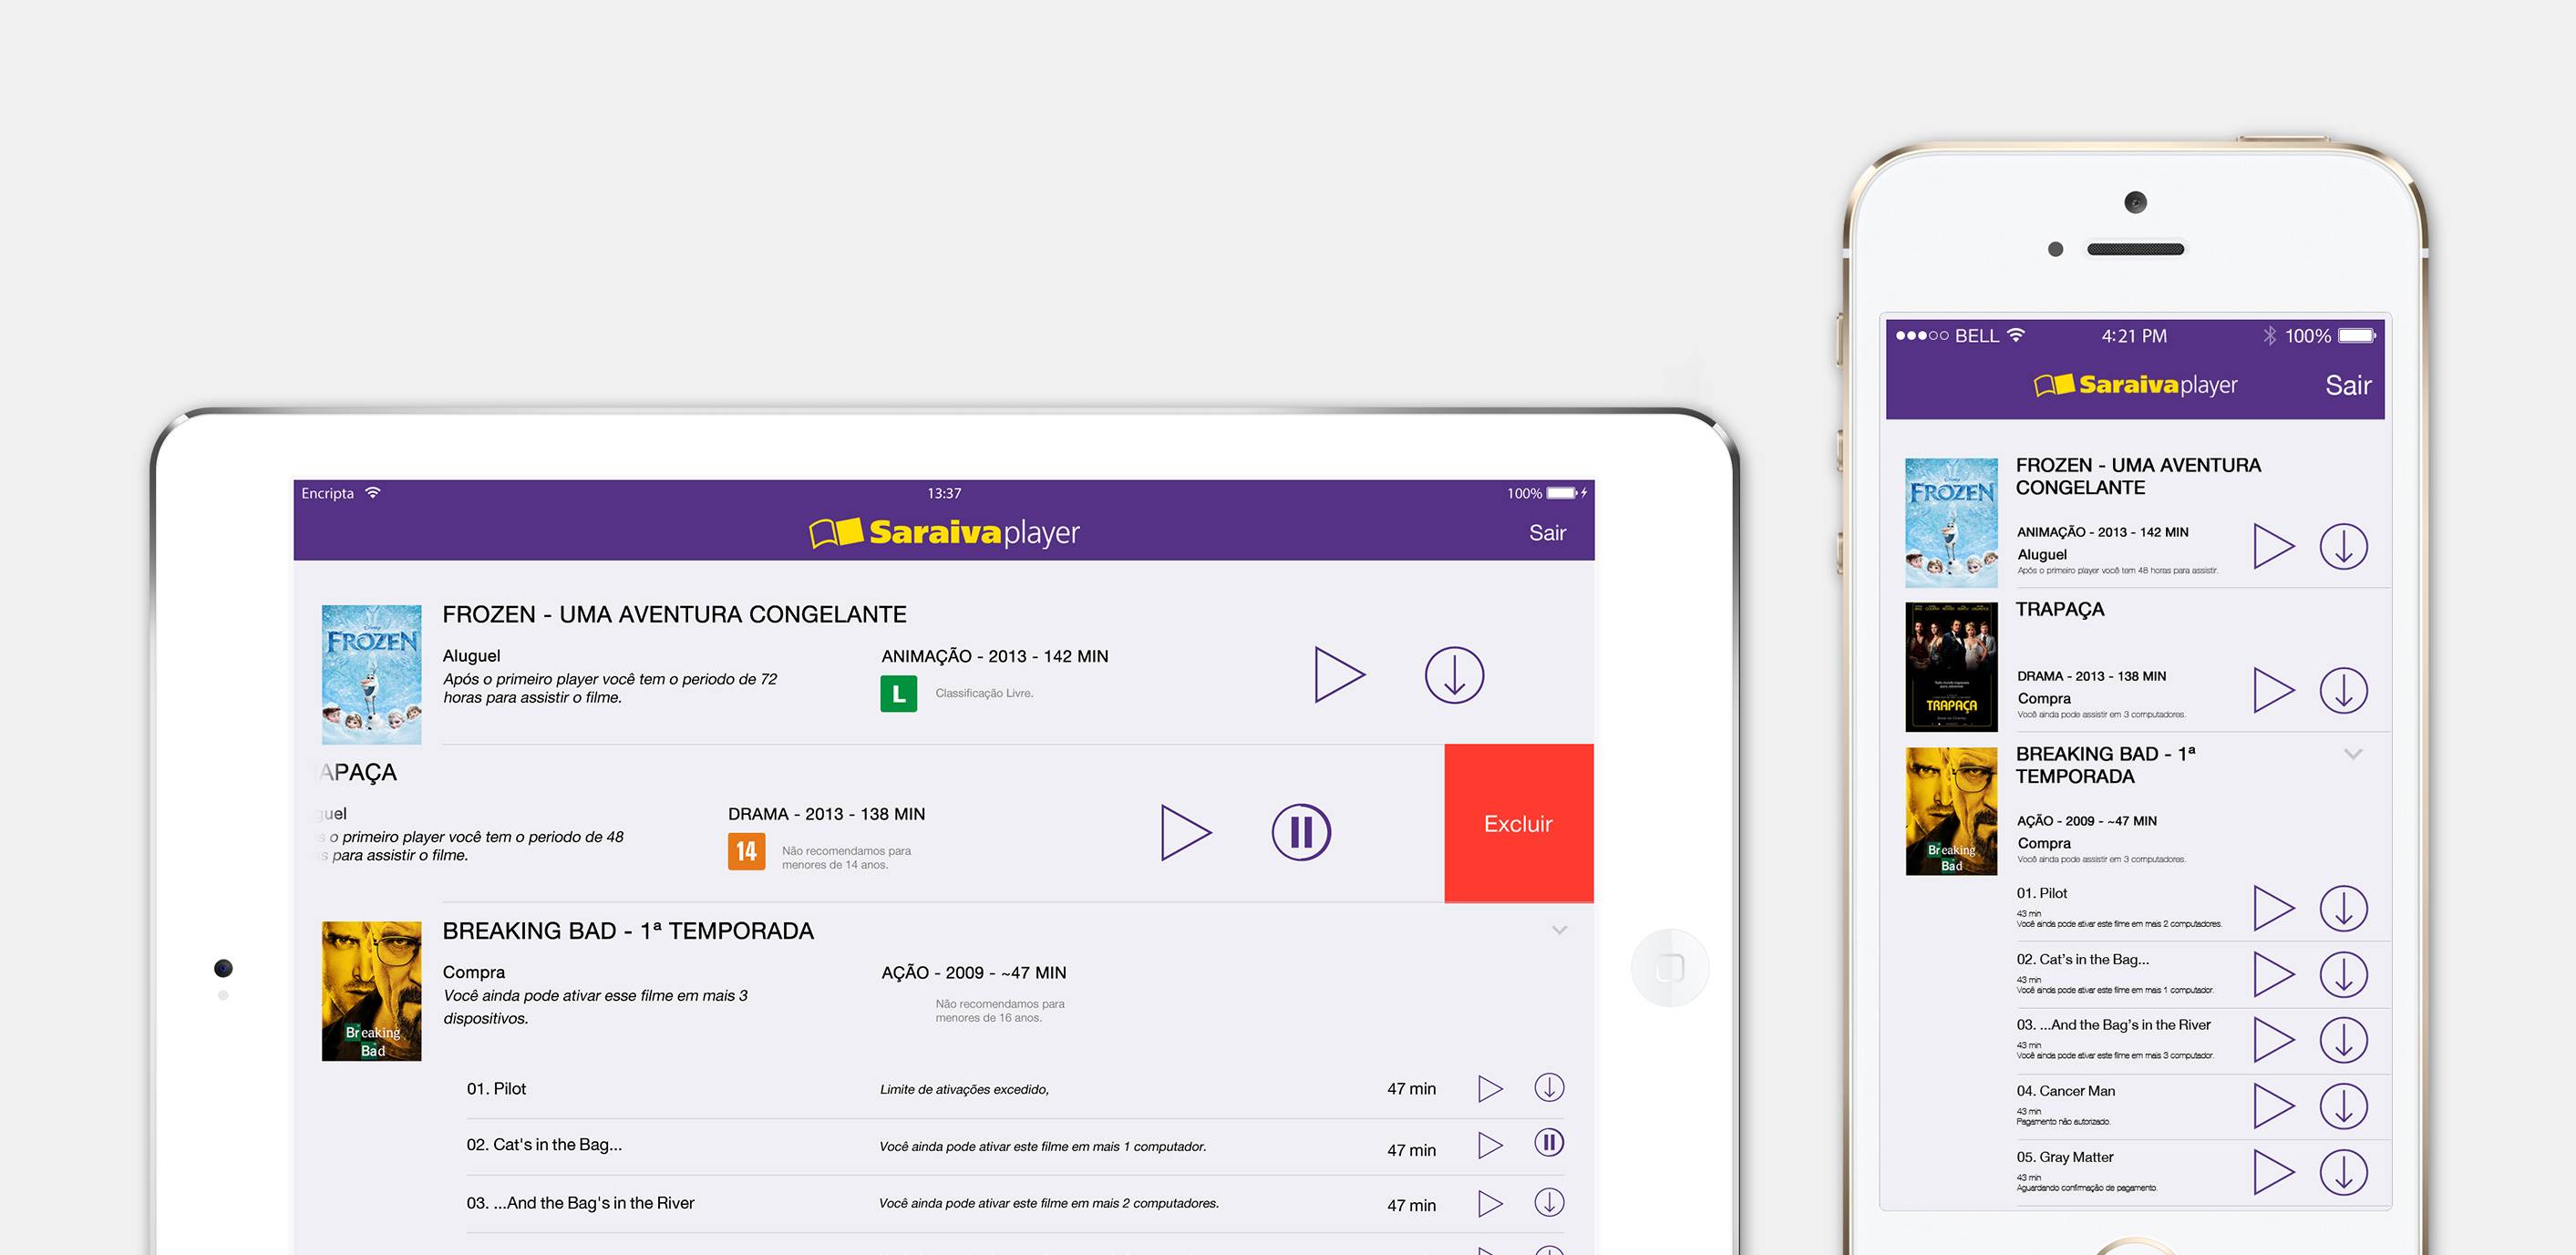 Encripta
13:37
100%
Saraivaplayer
Sair
FROZEN
FROZEN - UMA AVENTURA CONGELANTE
Aluguel
Após o primeiro player você tem o periodo de 72
horas para assistir o filme.
ANIMAÇÃO - 2013 - 142 MIN
L
Classificação Livre.
APAÇA
guel
o primeiro player você tem o periodo de 48
para assistir o filme.
DRAMA - 2013 - 138 MIN
14
Não recomendamos para
menores de 14 anos.
Excluir
Breaking
Bad
BREAKING BAD - 1ª TEMPORADA
Compra
Você ainda pode ativar esse filme em mais 3
dispositivos.
AÇÃO - 2009 - ~47 MIN
Não recomendamos para
menores de 16 anos.
01. Pilot
Limite de ativações excedido,
47 min
02. Cat's in the Bag...
Você ainda pode ativar este filme em mais 1 computador.
47 min
03. ...And the Bag's in the River
Você ainda pode ativar este filme em mais 2 computadores.
47 min
BELL
4:21 PM
100%
Saraivaplayer
Sair
Disney
FROZEN
FROZEN - UMA AVENTURA
CONGELANTE
ANIMAÇÃO - 2013 - 142 MIN
Aluguel
Após o primeiro player você tem 48 horas para assistir.
TRAPAÇA
TRAPAÇA
DRAMA - 2013 - 138 MIN
Compra
Você ainda pode assistir em 3 computadores.
Breaking
Bad
BREAKING BAD - 1ª
TEMPORADA
AÇÃO - 2009 - ~47 MIN
Compra
Você ainda pode assistir em 3 computadores.
01. Pilot
43 min
Você ainda pode ativar este filme em mais 2 computadores.
02. Cat's in the Bag...
43 min
Você ainda pode ativar este filme em mais 1 computador.
03. ...And the Bag's in the River
43 min
Você ainda pode ativar este filme em mais 3 computador.
04. Cancer Man
43 min
Pagamento não autorizado.
05. Gray Matter
43 min
Aguardando confirmação de pagamento.